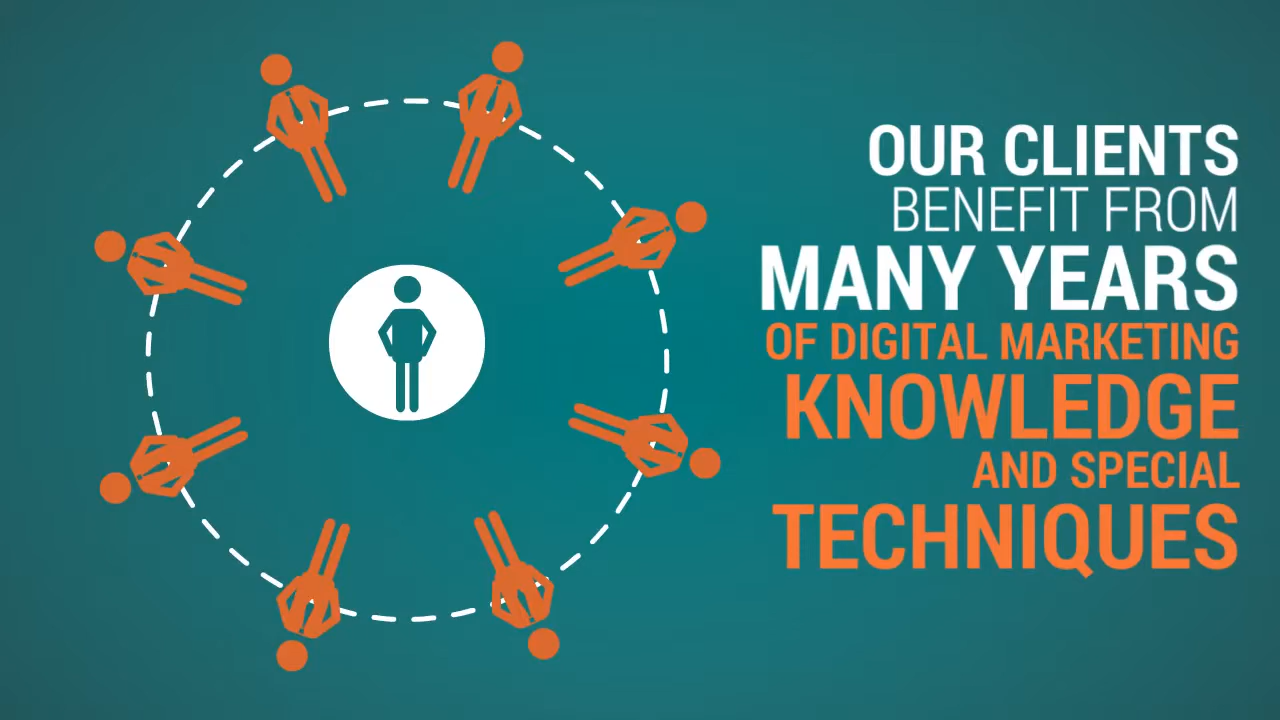 OUR CLIENTS
BENEFIT FROM
MANY YEARS
OF DIGITAL MARKETING
KNOWLEDGE
AND SPECIAL
TECHNIQUES